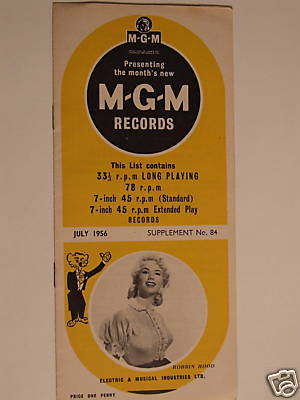 M-G-M
Presenting
the month's new
M-G-M
RECORDS
This List contains
33⅓ r.p.m LONG PLAYING
78 r.p.m
7-inch 45 r.p.m (Standard)
7-inch 45 r.p.m Extended Play
RECORDS
JULY 1956 SUPPLEMENT No. 84
ROBBIN HOOD
ELECTRIC & MUSICAL INDUSTRIES LTD.
PRICE ONE PENNY